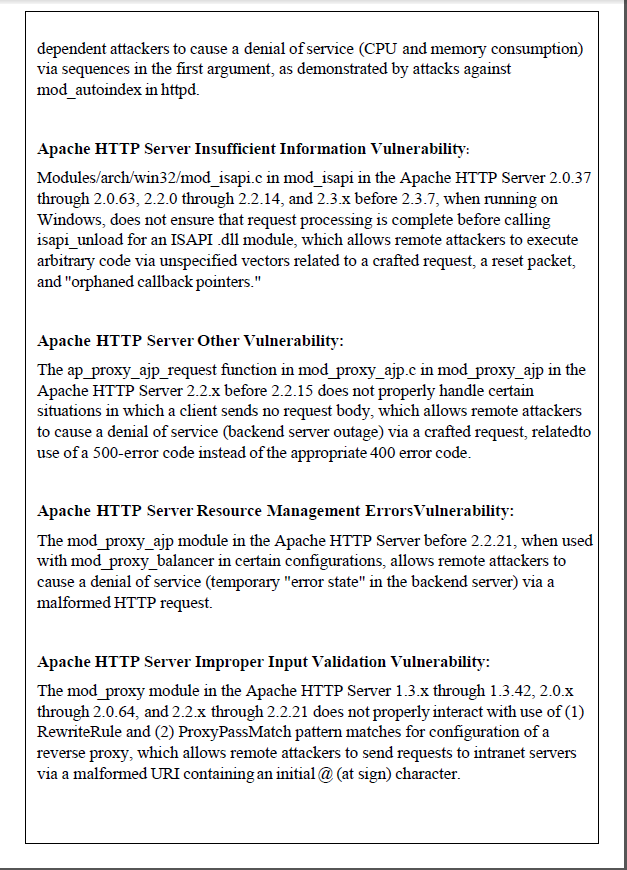 dependent attackers to cause a denial of service (CPU and memory consumption)
via sequences in the first argument, as demonstrated by attacks against
mod_autoindex in httpd.
Apache HTTP Server Insufficient Information Vulnerability:
Modules/arch/win32/mod_isapi.c in mod_isapi in the Apache HTTP Server 2.0.37
through 2.0.63, 2.2.0 through 2.2.14, and 2.3.x before 2.3.7, when running on
Windows, does not ensure that request processing is complete before calling
isapi_unload for an ISAPI .dll module, which allows remote attackers to execute
arbitrary code via unspecified vectors related to a crafted request, a reset packet,
and "orphaned callback pointers."
Apache HTTP Server Other Vulnerability:
The ap_proxy_ajp_request function in mod_proxy_ajp.c in mod_proxy_ajp in the
Apache HTTP Server 2.2.x before 2.2.15 does not properly handle certain
situations in which a client sends no request body, which allows remote attackers
to cause a denial of service (backend server outage) via a crafted request, relatedto
use of a 500-error code instead of the appropriate 400 error code.
Apache HTTP Server Resource Management ErrorsVulnerability:
The mod_proxy_ajp module in the Apache HTTP Server before 2.2.21, when used
with mod_proxy_balancer in certain configurations, allows remote attackers to
cause a denial of service (temporary "error state" in the backend server) via a
malformed HTTP request.
Apache HTTP Server Improper Input Validation Vulnerability:
The mod_proxy module in the Apache HTTP Server 1.3.x through 1.3.42, 2.0.x
through 2.0.64, and 2.2.x through 2.2.21 does not properly interact with use of (1)
RewriteRule and (2) ProxyPassMatch pattern matches for configuration of a
reverse proxy, which allows remote attackers to send requests to intranet servers
via a malformed URI containing an initial @ (at sign) character.